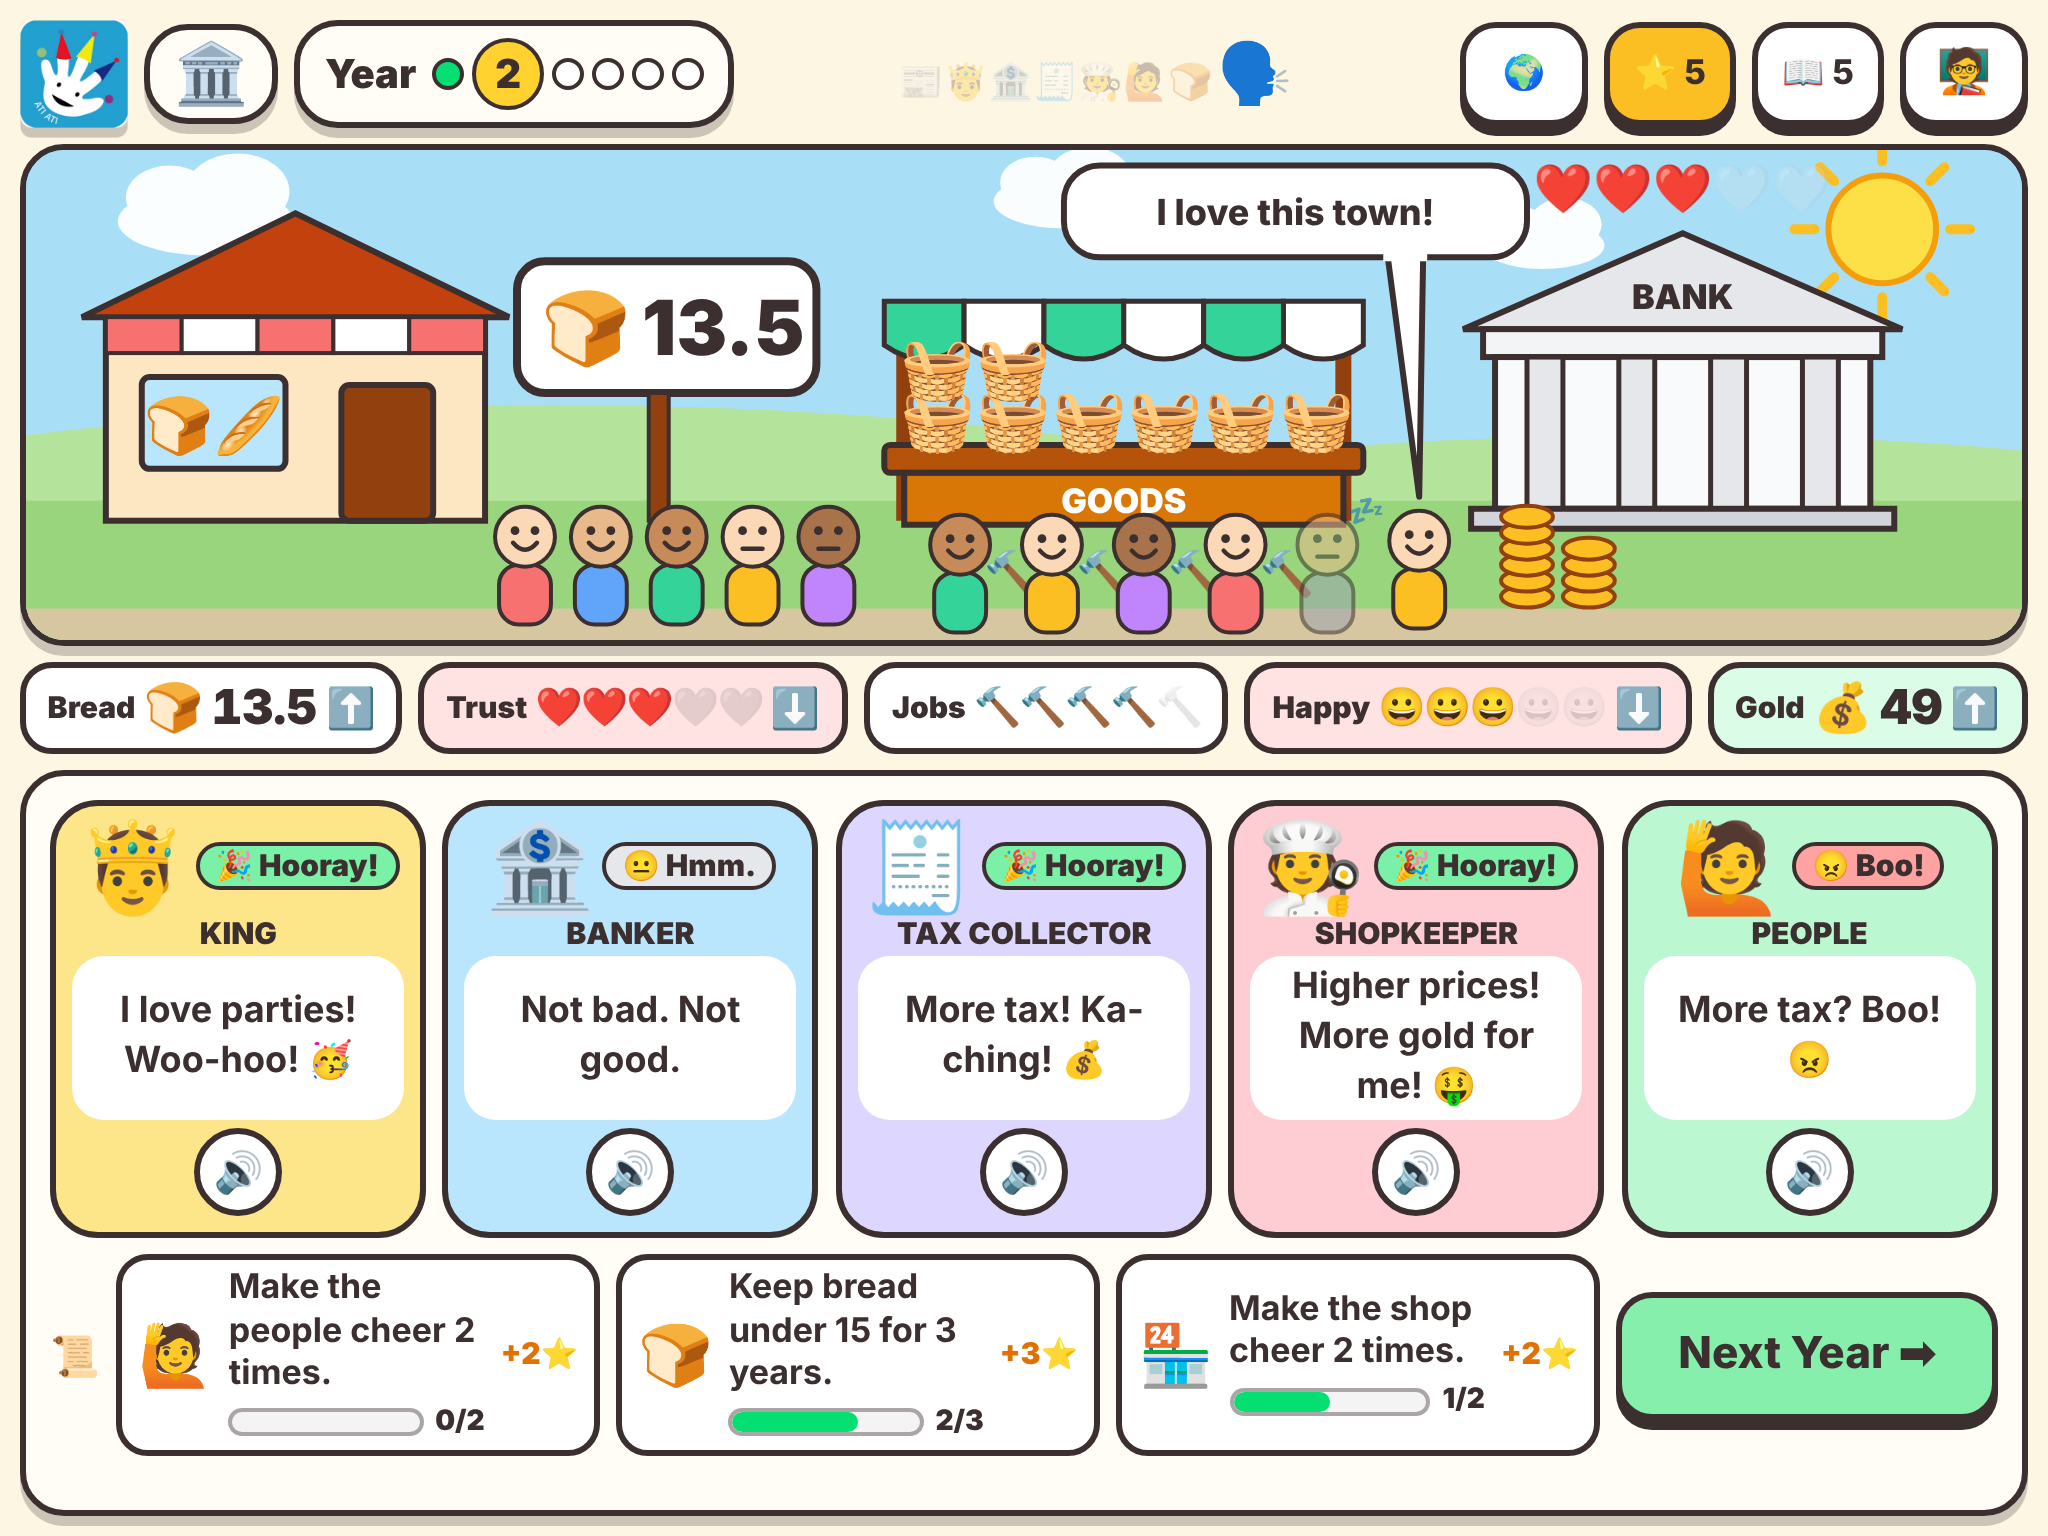 ATI ATI
Year 2
5
5
I love this town!
13.5
BANK
GOODS
zzz
Bread 13.5
Trust
Jobs
Happy
Gold 49
Hooray!
KING
I love parties!
Woo-hoo!
Hmm.
BANKER
Not bad. Not
good.
Hooray!
TAX COLLECTOR
More tax! Ka-
ching!
Hooray!
SHOPKEEPER
Higher prices!
More gold for
me!
Boo!
PEOPLE
More tax? Boo!
Make the
people cheer 2
times.
0/2
+2
Keep bread
under 15 for 3
years.
2/3
+3
24
Make the shop
cheer 2 times.
1/2
+2
Next Year